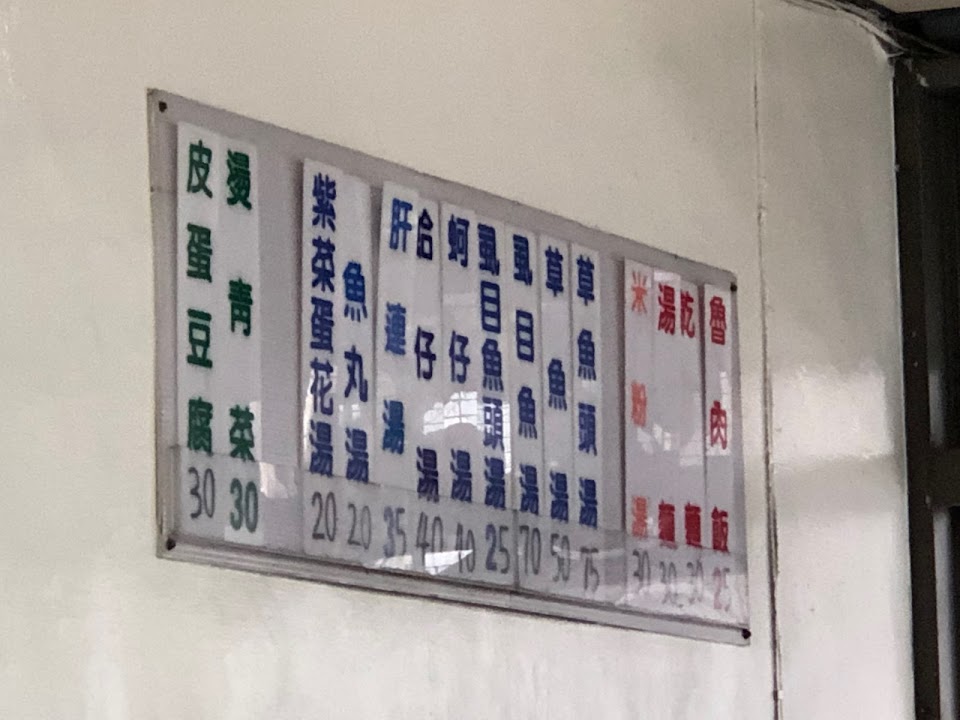 魯肉飯 25
乾麵 30
湯麵 30
米粉湯 30
草魚頭湯 75
草魚湯 50
虱目魚湯 70
虱目魚頭湯 25
蚵仔湯 40
合仔湯 40
肝連湯 35
魚丸湯 20
紫菜蛋花湯 20
燙青菜 30
皮蛋豆腐 30